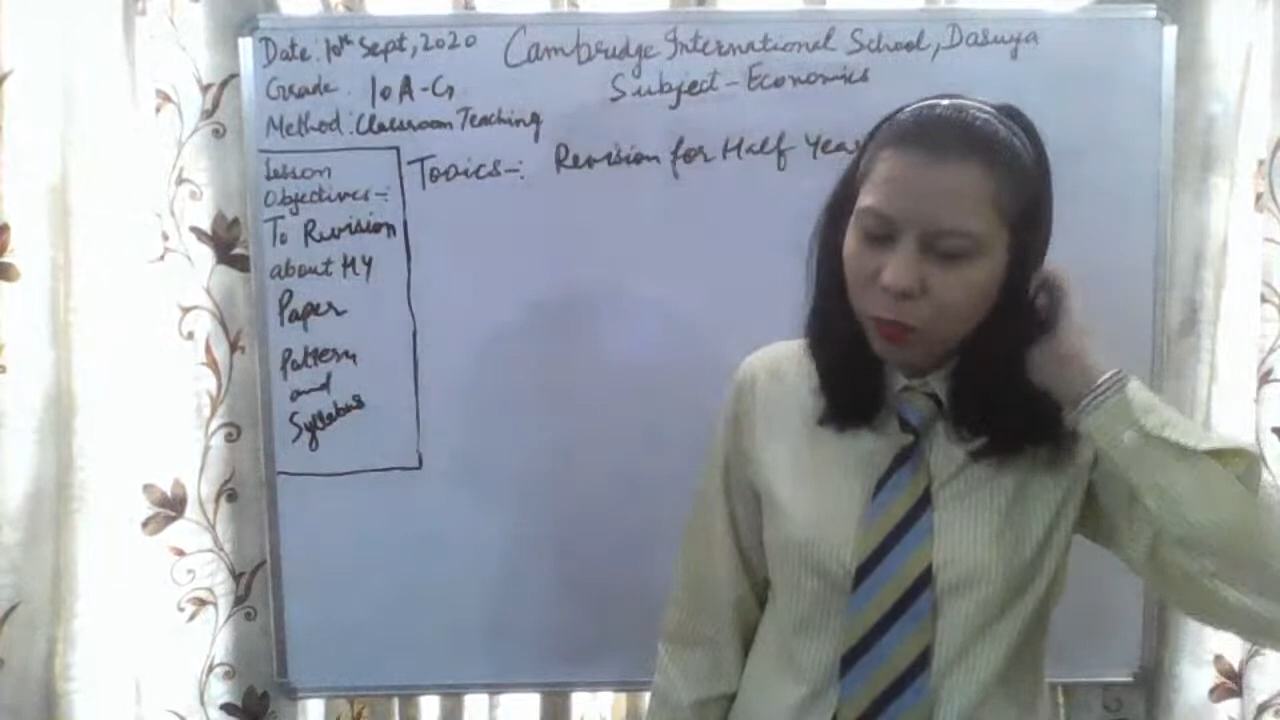 Date. 10th Sept, 2020
Cambridge International School, Dasuya
Grade. 10 A-G
Subject - Economics
Method: Classroom Teaching
Topics-: Revision for Half Year
Lesson
Objectives-:
To Revision
about HY
Paper
Pattern
and
Syllabus